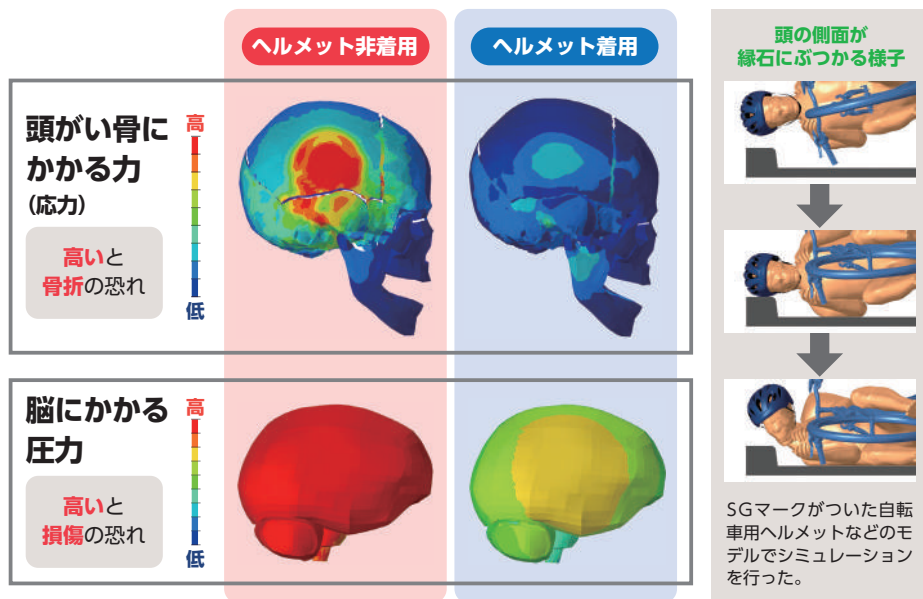 ヘルメット非着用
ヘルメット着用
頭がい骨に
かかる力
(応力)
高いと
骨折の恐れ
高
低
脳にかかる
圧力
高いと
損傷の恐れ
高
低
頭の側面が
縁石にぶつかる様子
SGマークがついた自転
車用ヘルメットなどのモ
デルでシミュレーション
を行った。